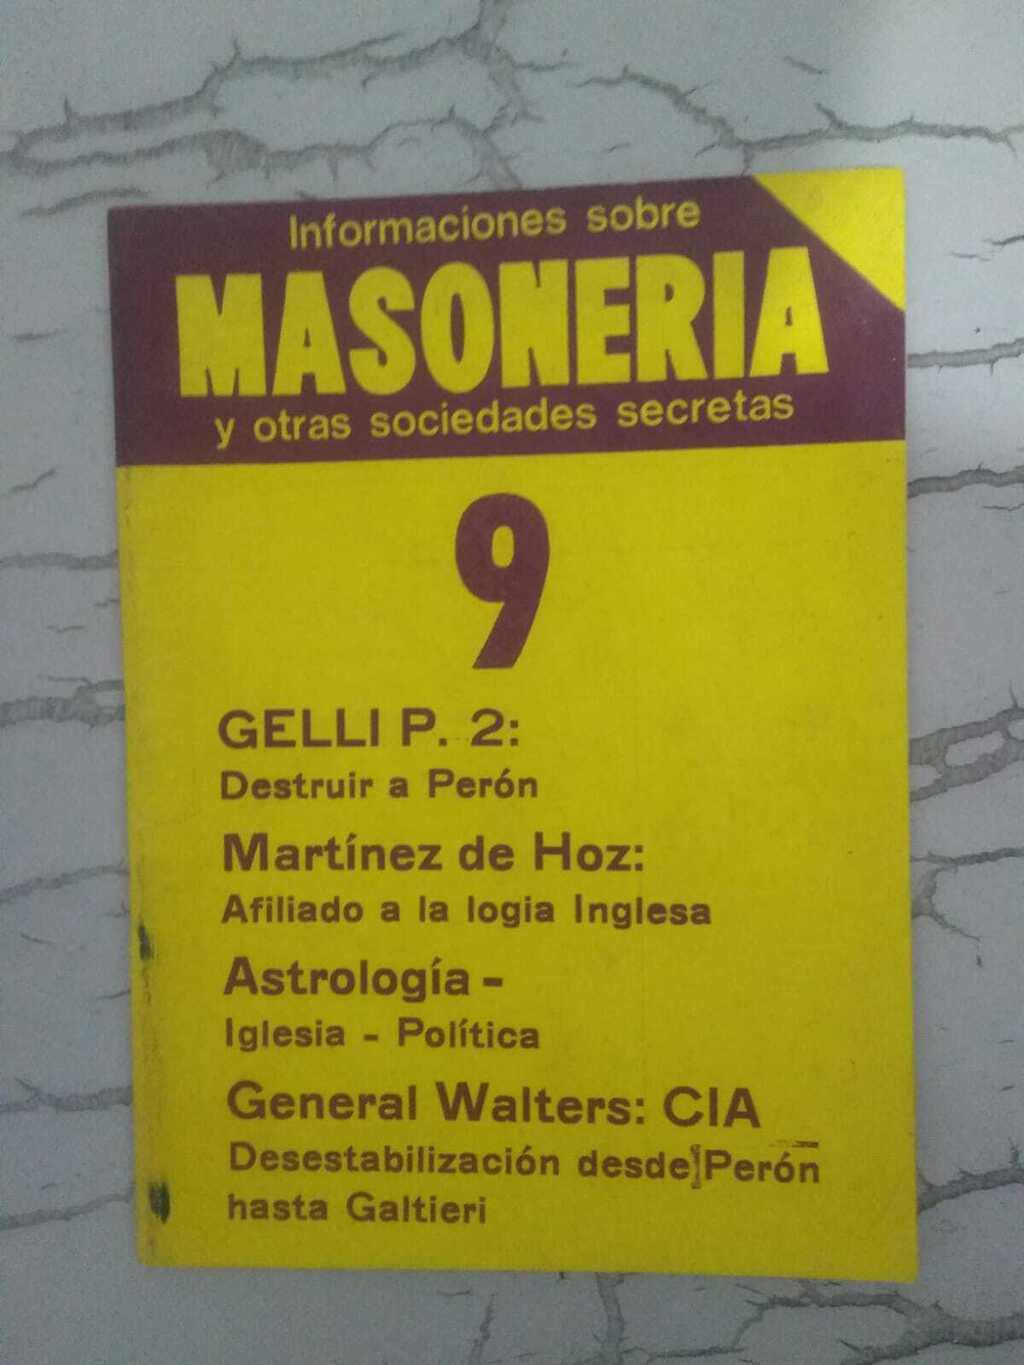 Informaciones sobre
MASONERIA
y otras sociedades secretas
9
GELLI P. 2:
Destruir a Perón
Martínez de Hoz:
Afiliado a la logia Inglesa
Astrología -
Iglesia - Política
General Walters: CIA
Desestabilización desde Perón
hasta Galtieri